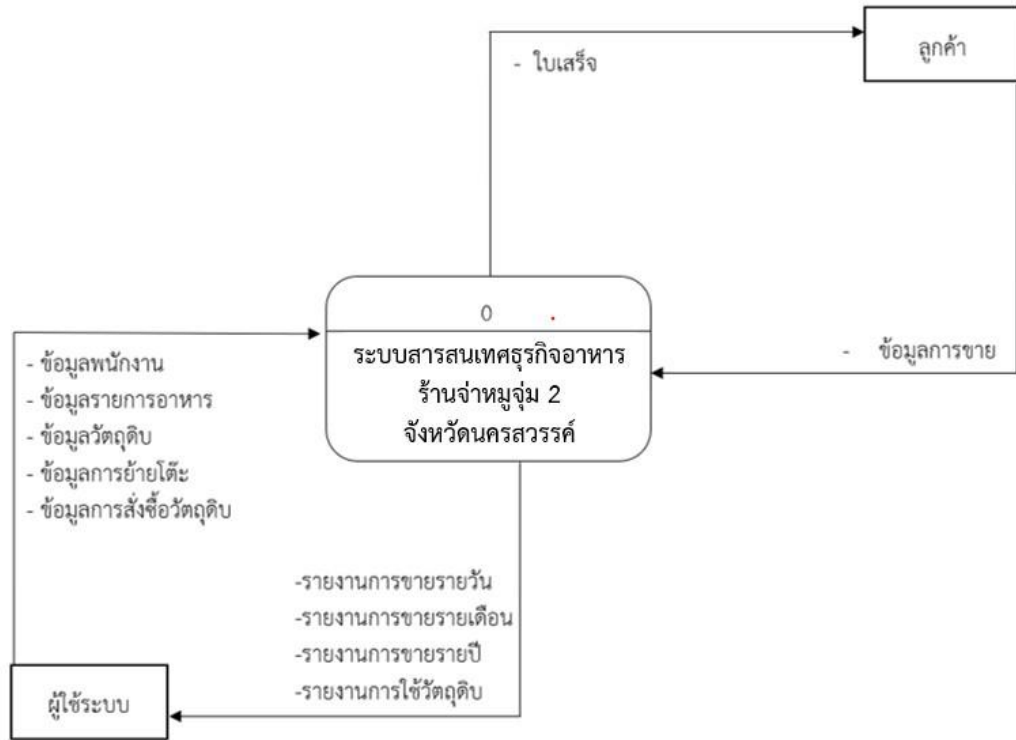 ลูกค้า
- ใบเสร็จ
0
ระบบสารสนเทศธุรกิจอาหาร
ร้านจ่าหมูจุ่ม 2
จังหวัดนครสวรรค์
- ข้อมูลการขาย
- ข้อมูลพนักงาน
- ข้อมูลรายการอาหาร
- ข้อมูลวัตถุดิบ
- ข้อมูลการย้ายโต๊ะ
- ข้อมูลการสั่งซื้อวัตถุดิบ
-รายงานการขายรายวัน
-รายงานการขายรายเดือน
-รายงานการขายรายปี
-รายงานการใช้วัตถุดิบ
ผู้ใช้ระบบ